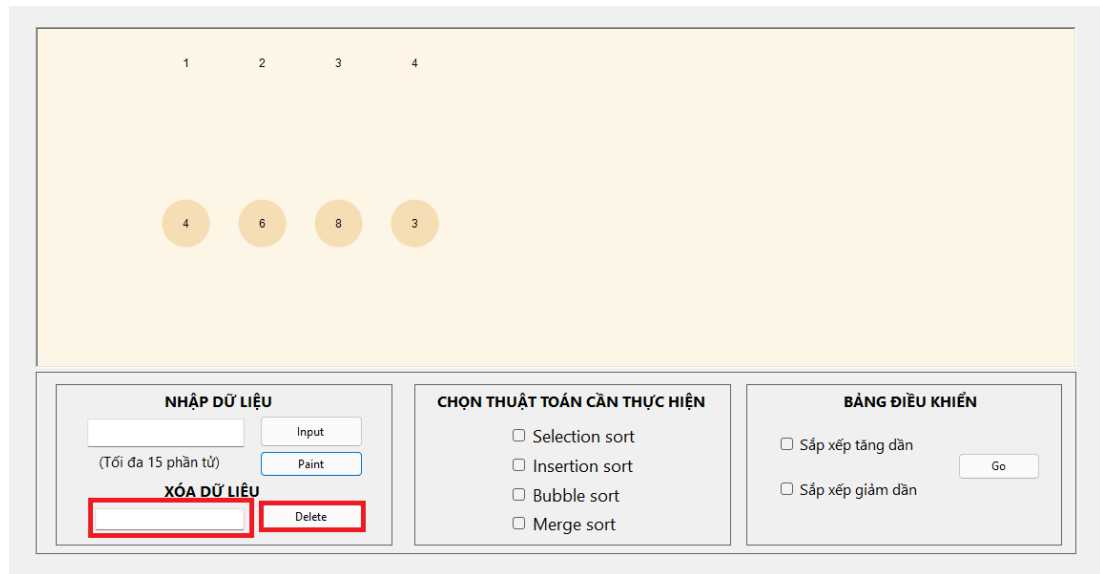 1 2 3 4
4 6 8 3
NHẬP DỮ LIỆU
Input
(Tối đa 15 phần tử)
Paint
XÓA DỮ LIỆU
Delete
CHỌN THUẬT TOÁN CẦN THỰC HIỆN
Selection sort
Insertion sort
Bubble sort
Merge sort
BẢNG ĐIỀU KHIỂN
Sắp xếp tăng dần
Go
Sắp xếp giảm dần